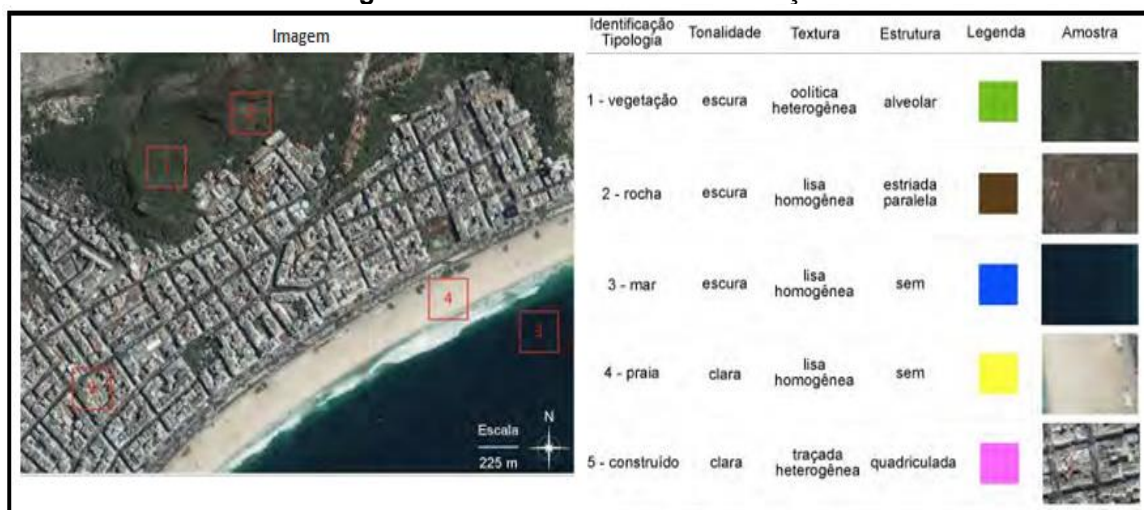 Imagem
4
3
N
Escala
225 m
Identificação Tipologia Tonalidade Textura Estrutura Legenda Amostra
1 - vegetação escura oolítica heterogênea alveolar
2 - rocha escura lisa homogênea estriada paralela
3 - mar escura lisa homogênea sem
4 - praia clara lisa homogênea sem
5 - construído clara traçada heterogênea quadriculada